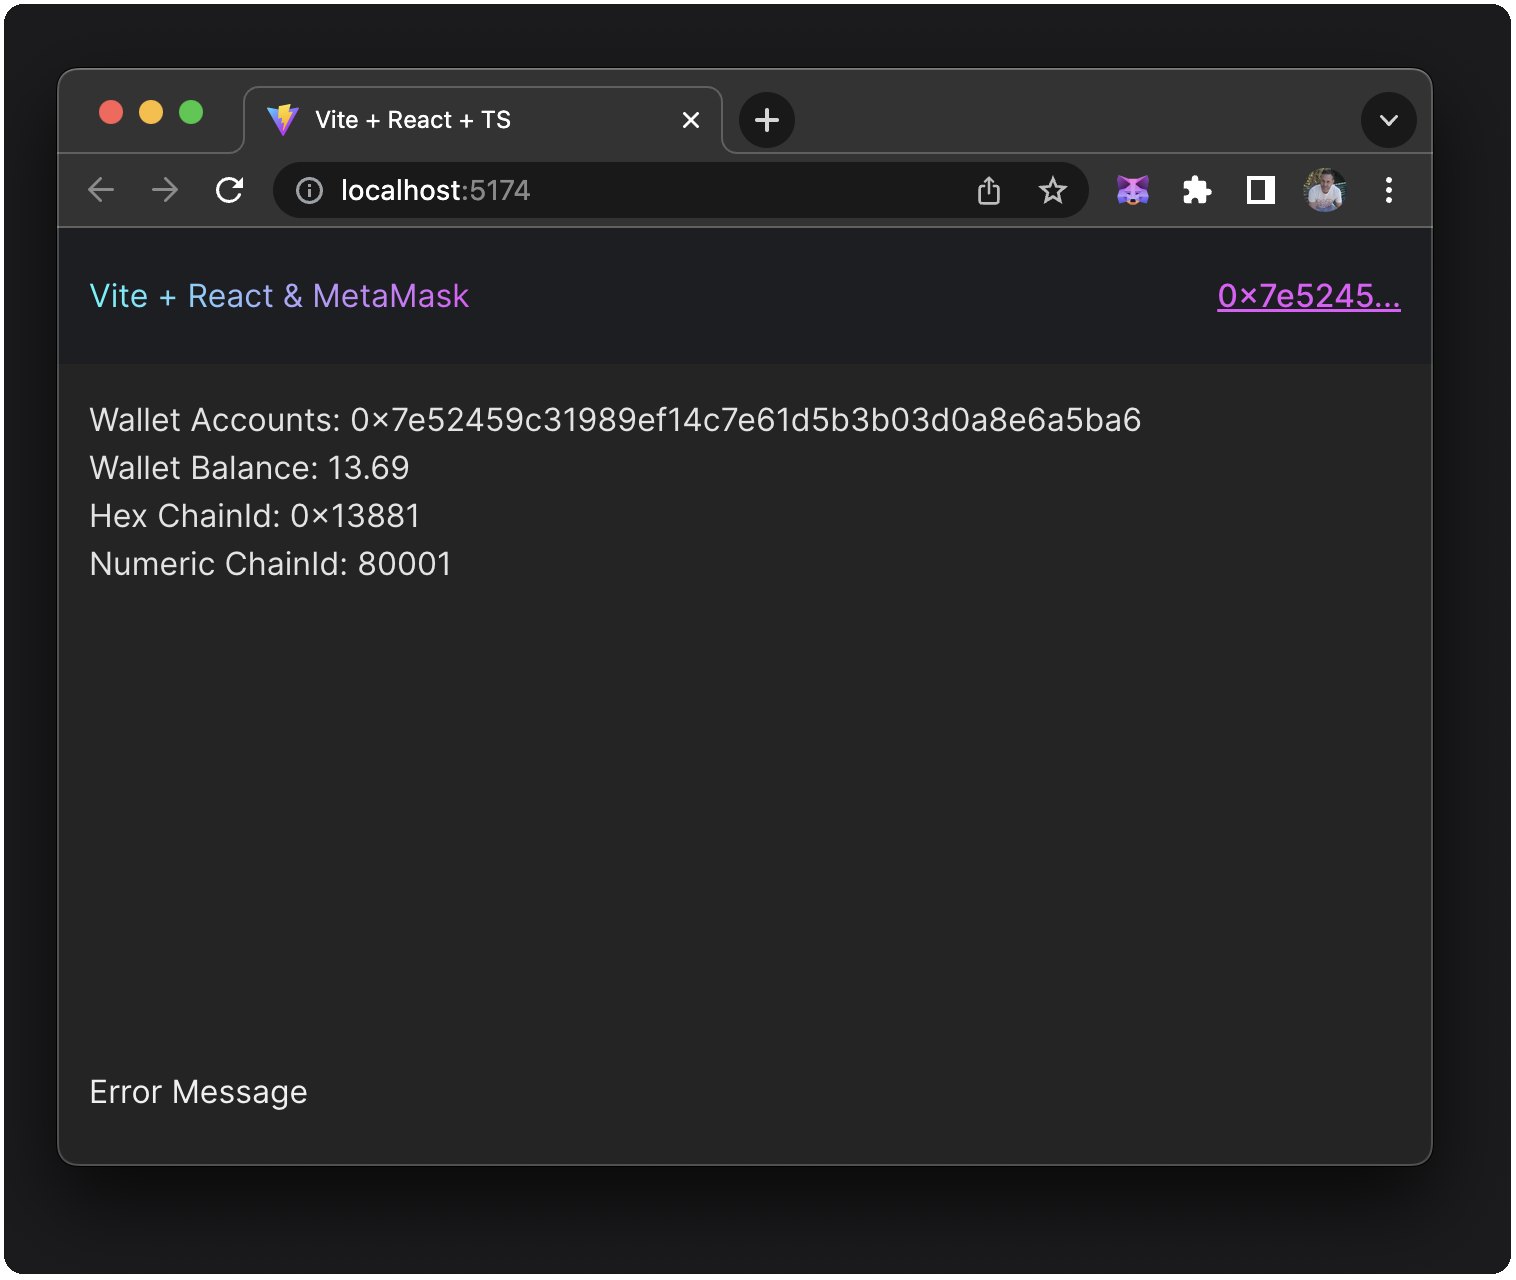 Vite + React + TS
localhost:5174
Vite + React & MetaMask
0x7e5245...
Wallet Accounts: 0x7e52459c31989ef14c7e61d5b3b03d0a8e6a5ba6
Wallet Balance: 13.69
Hex ChainId: 0x13881
Numeric ChainId: 80001
Error Message